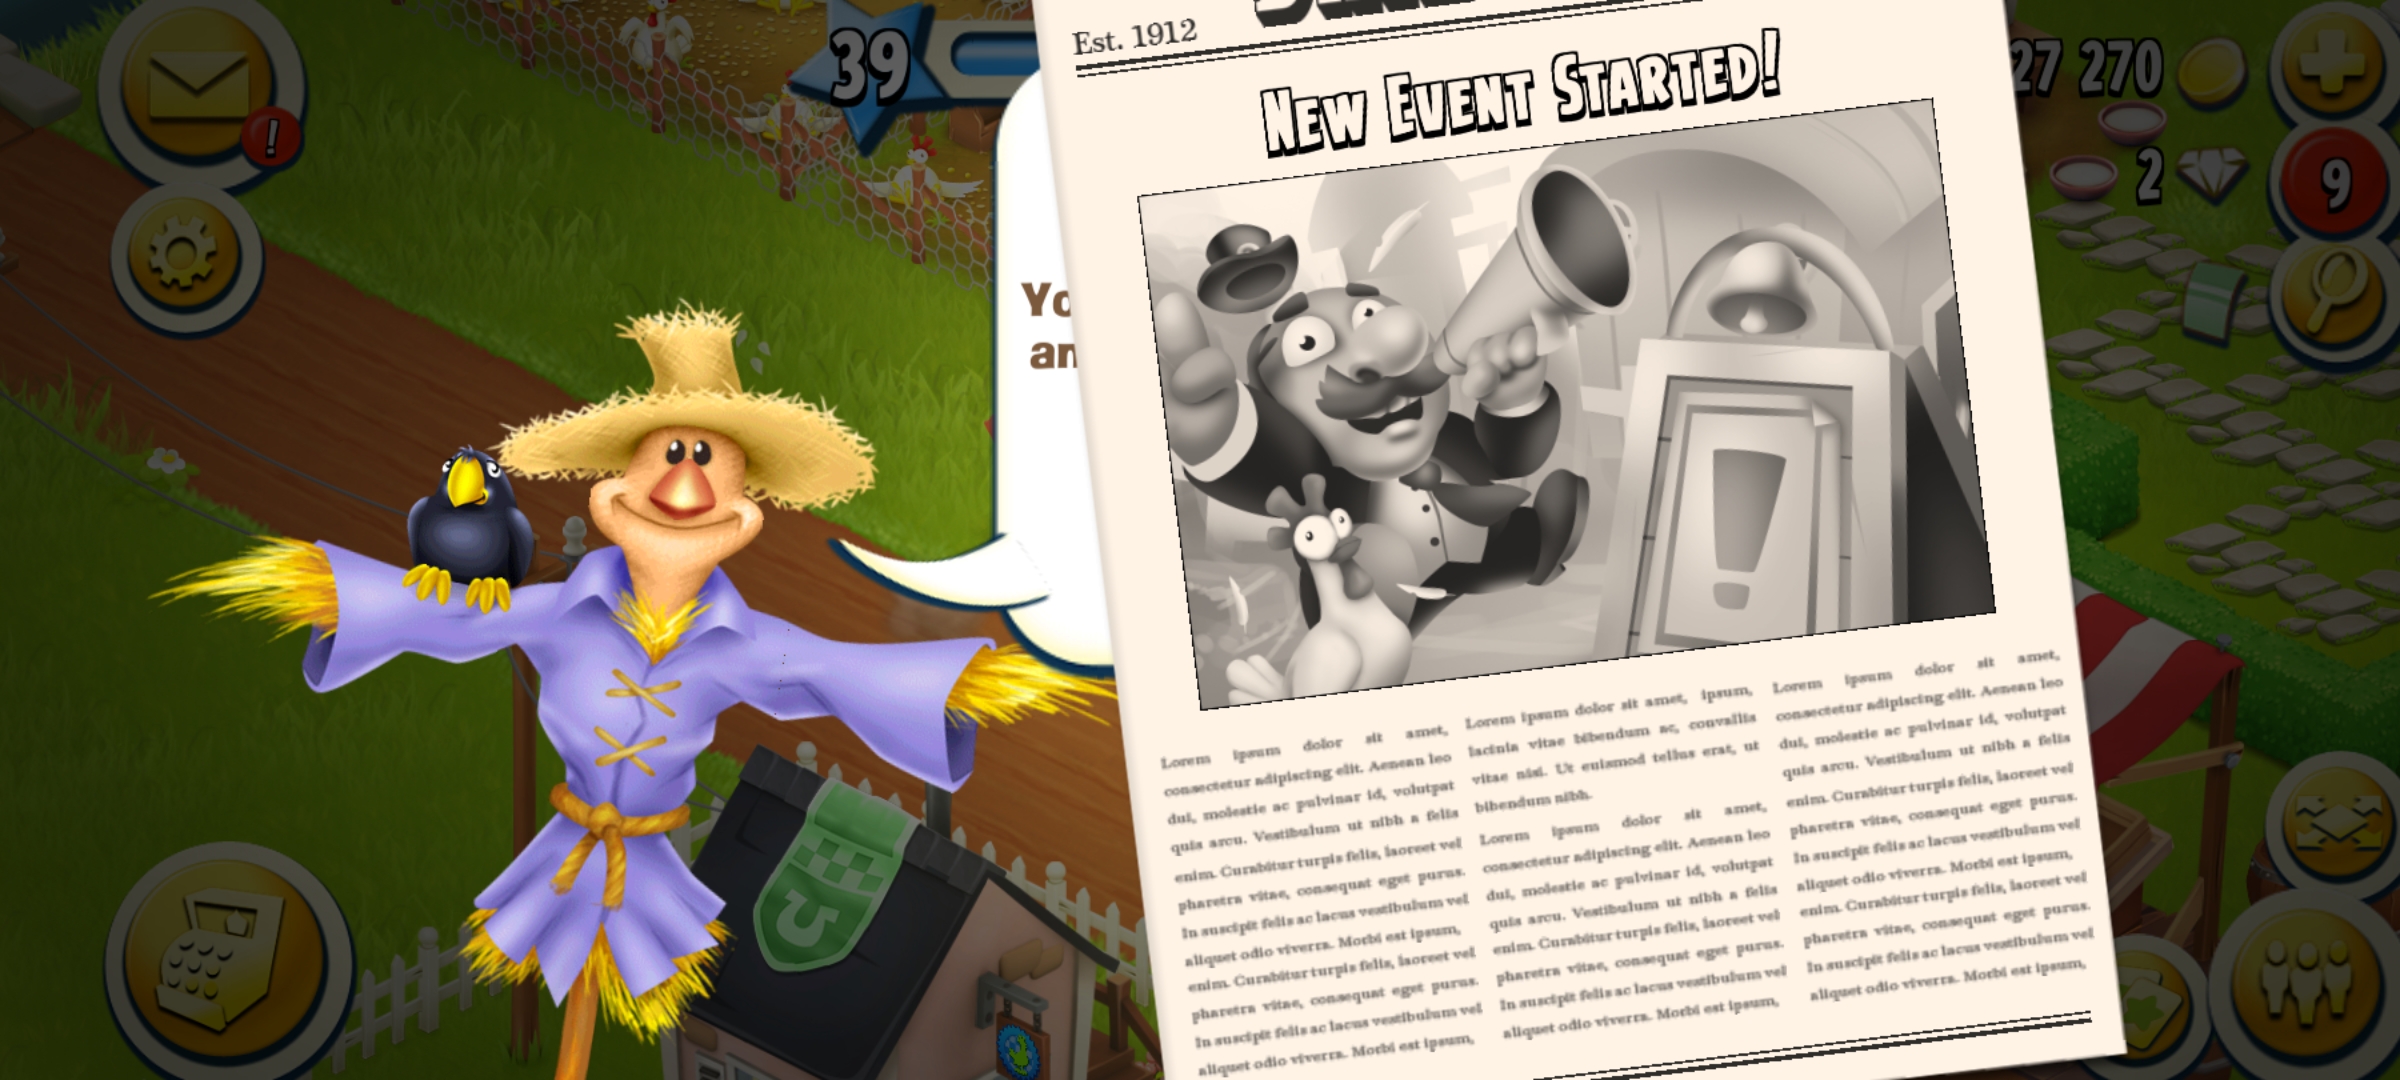 39
Est. 1912
NEW EVENT STARTED!
27 270
2
9
!
Lorem ipsum dolor sit amet,
consectetur adipiscing elit. Aenean leo
dui, molestie ac pulvinar id, volutpat
quis arcu. Vestibulum ut nibh a felis
enim. Curabitur turpis felis, laoreet vel
pharetra vitae, consequat eget purus.
In suscipit felis ac lacus vestibulum vel
aliquet odio viverra. Morbi est ipsum,
enim. Curabitur turpis felis, laoreet vel
pharetra vitae, consequat eget purus.
In suscipit felis ac lacus vestibulum vel
aliquet odio viverra. Morbi est ipsum,
Lorem ipsum dolor sit amet, ipsum,
lacinia vitae bibendum ac, convallis
vitae nisi. Ut euismod tellus erat, ut
bibendum nibh.
Lorem ipsum dolor sit amet,
consectetur adipiscing elit. Aenean leo
dui, molestie ac pulvinar id, volutpat
quis arcu. Vestibulum ut nibh a felis
enim. Curabitur turpis felis, laoreet vel
pharetra vitae, consequat eget purus.
In suscipit felis ac lacus vestibulum vel
aliquet odio viverra. Morbi est ipsum,
Lorem ipsum dolor sit amet,
consectetur adipiscing elit. Aenean leo
dui, molestie ac pulvinar id, volutpat
quis arcu. Vestibulum ut nibh a felis
enim. Curabitur turpis felis, laoreet vel
pharetra vitae, consequat eget purus.
In suscipit felis ac lacus vestibulum vel
aliquet odio viverra. Morbi est ipsum,
enim. Curabitur turpis felis, laoreet vel
pharetra vitae, consequat eget purus.
In suscipit felis ac lacus vestibulum vel
aliquet odio viverra. Morbi est ipsum,